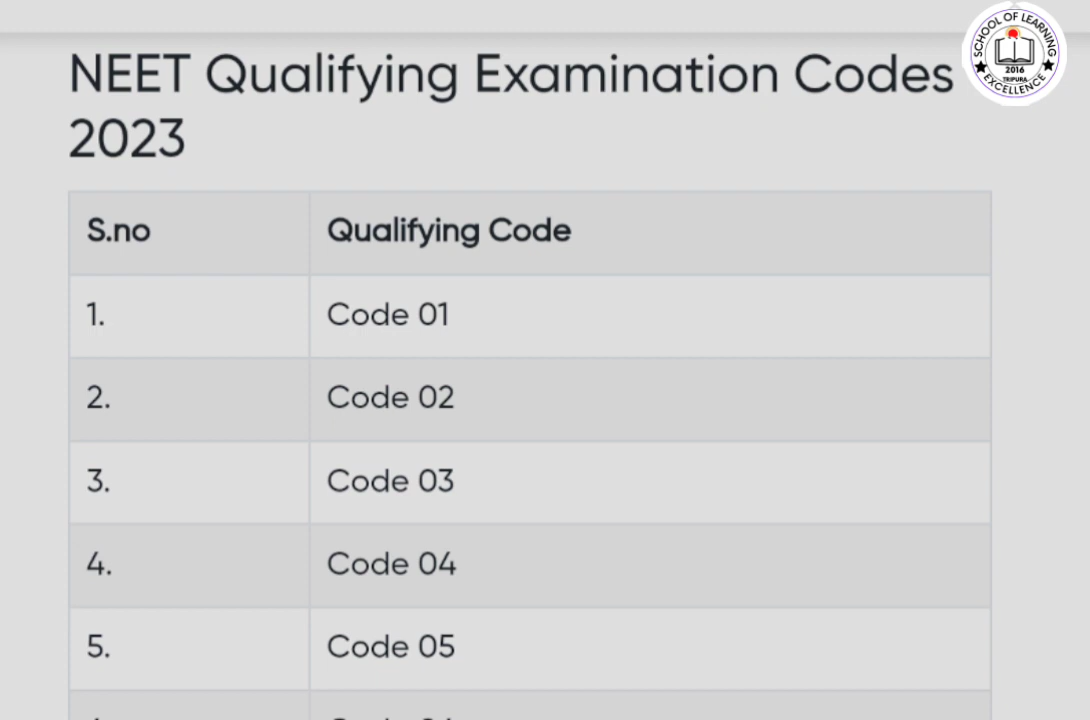 NEET Qualifying Examination Codes
2023
SCHOOL OF LEARNING
2016
TRIPURA
EXCELLENCE
S.no Qualifying Code
1. Code 01
2. Code 02
3. Code 03
4. Code 04
5. Code 05